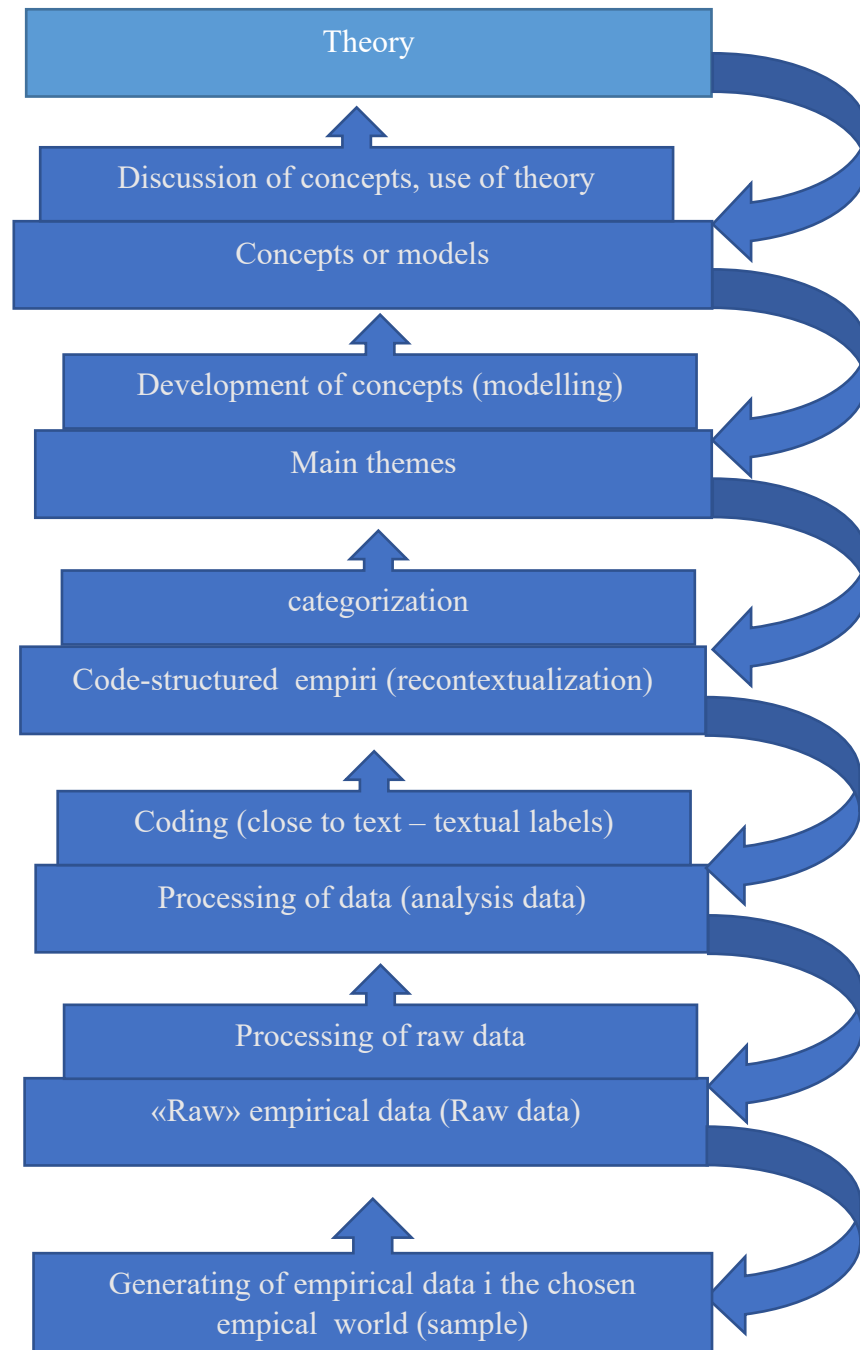 Theory
Discussion of concepts, use of theory
Concepts or models
Development of concepts (modelling)
Main themes
categorization
Code-structured  empiri (recontextualization)
Coding (close to text – textual labels)
Processing of data (analysis data)
Processing of raw data
«Raw» empirical data (Raw data)
Generating of empirical data i the chosen
empical  world (sample)